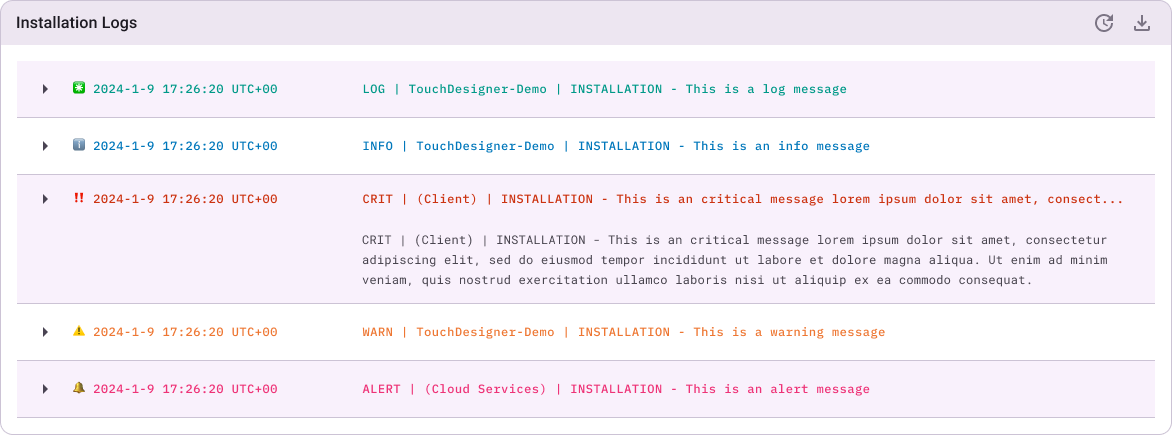 Installation Logs
2024-1-9 17:26:20 UTC+00 LOG | TouchDesigner-Demo | INSTALLATION - This is a log message
2024-1-9 17:26:20 UTC+00 INFO | TouchDesigner-Demo | INSTALLATION - This is an info message
2024-1-9 17:26:20 UTC+00 CRIT | (Client) | INSTALLATION - This is an critical message lorem ipsum dolor sit amet, consect...
CRIT | (Client) | INSTALLATION - This is an critical message lorem ipsum dolor sit amet, consectetur
adipiscing elit, sed do eiusmod tempor incididunt ut labore et dolore magna aliqua. Ut enim ad minim
veniam, quis nostrud exercitation ullamco laboris nisi ut aliquip ex ea commodo consequat.
2024-1-9 17:26:20 UTC+00 WARN | TouchDesigner-Demo | INSTALLATION - This is a warning message
2024-1-9 17:26:20 UTC+00 ALERT | (Cloud Services) | INSTALLATION - This is an alert message